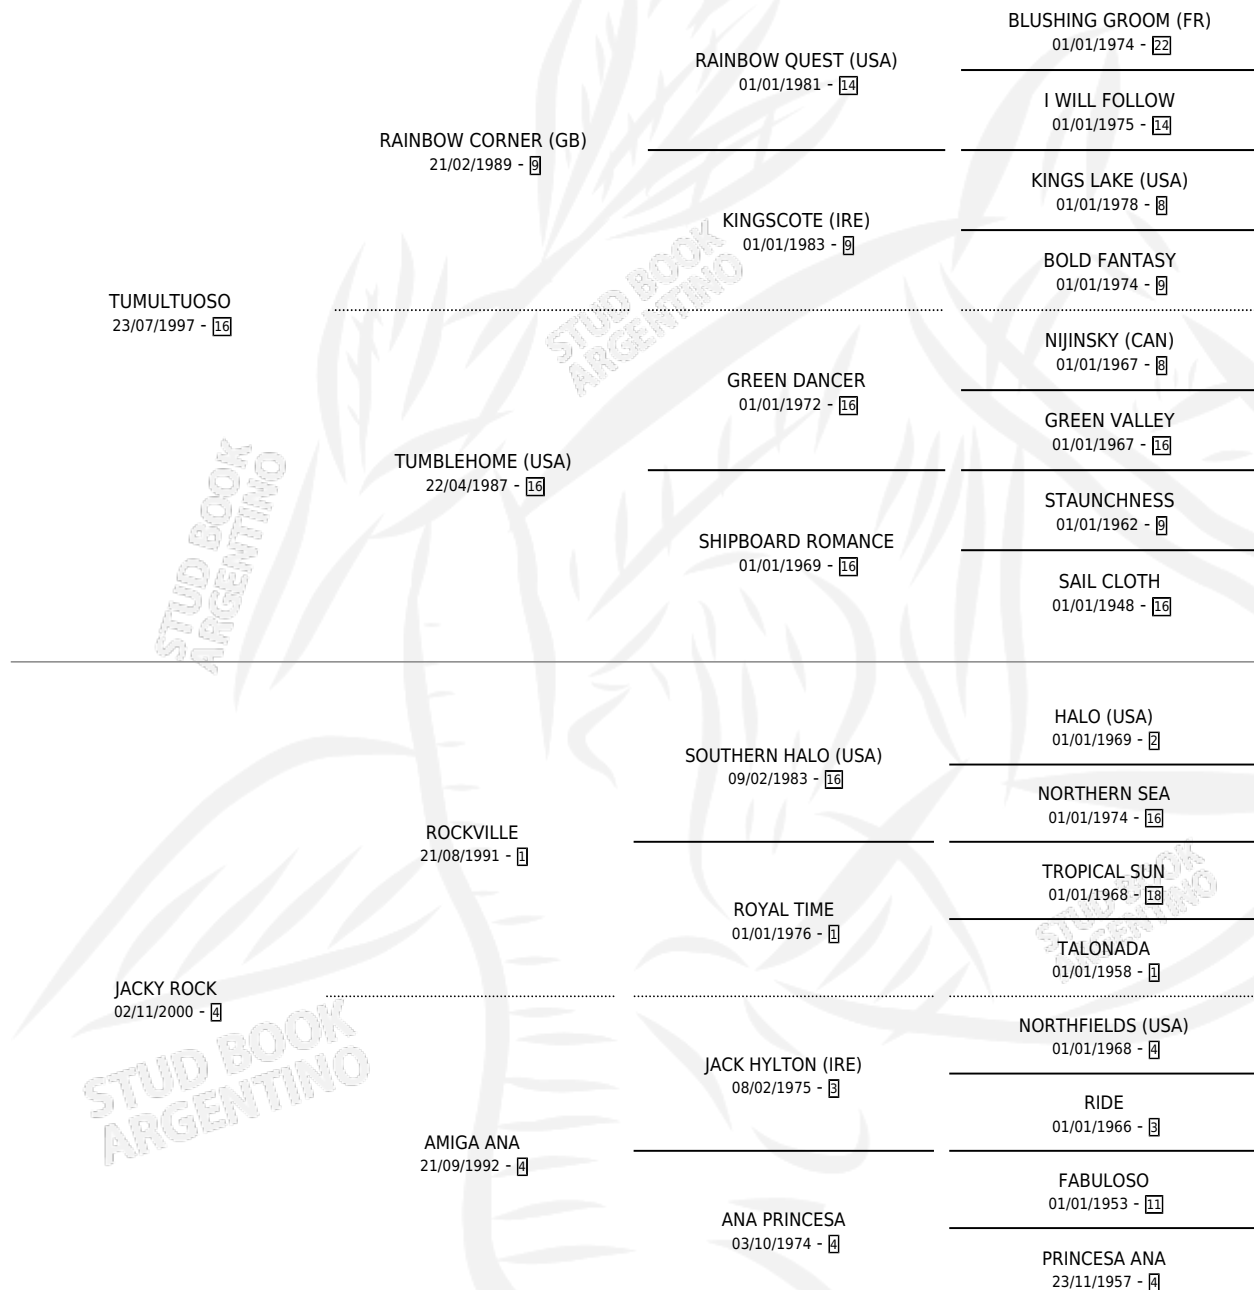 BLUSHING GROOM (FR)
01/01/1974 - 22
RAINBOW QUEST (USA)
01/01/1981 - 14
I WILL FOLLOW
01/01/1975 - 14
RAINBOW CORNER (GB)
21/02/1989 - 9
KINGS LAKE (USA)
01/01/1978 - 8
KINGSCOTE (IRE)
01/01/1983 - 9
BOLD FANTASY
01/01/1974 - 9
TUMULTUOSO
23/07/1997 - 16
NIJINSKY (CAN)
01/01/1967 - 8
GREEN DANCER
01/01/1972 - 16
GREEN VALLEY
01/01/1967 - 16
TUMBLEHOME (USA)
22/04/1987 - 16
STAUNCHNESS
01/01/1962 - 9
SHIPBOARD ROMANCE
01/01/1969 - 16
SAIL CLOTH
01/01/1948 - 16
HALO (USA)
01/01/1969 - 2
SOUTHERN HALO (USA)
09/02/1983 - 16
NORTHERN SEA
01/01/1974 - 16
ROCKVILLE
21/08/1991 - 1
TROPICAL SUN
01/01/1968 - 18
ROYAL TIME
01/01/1976 - 1
TALONADA
01/01/1958 - 1
JACKY ROCK
02/11/2000 - 4
NORTHFIELDS (USA)
01/01/1968 - 4
JACK HYLTON (IRE)
08/02/1975 - 3
RIDE
01/01/1966 - 3
AMIGA ANA
21/09/1992 - 4
FABULOSO
01/01/1953 - 11
ANA PRINCESA
03/10/1974 - 4
PRINCESA ANA
23/11/1957 - 4
STUD BOOK
ARGENTINO
STUD BOOK
ARGENTINO
STUD BOOK
ARGENTINO
STUD BOOK
ARGENTINO